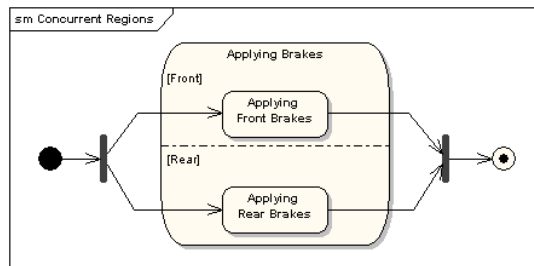 sm Concurrent Regions
Applying Brakes
[Front]
Applying
Front Brakes
[Rear]
Applying
Rear Brakes